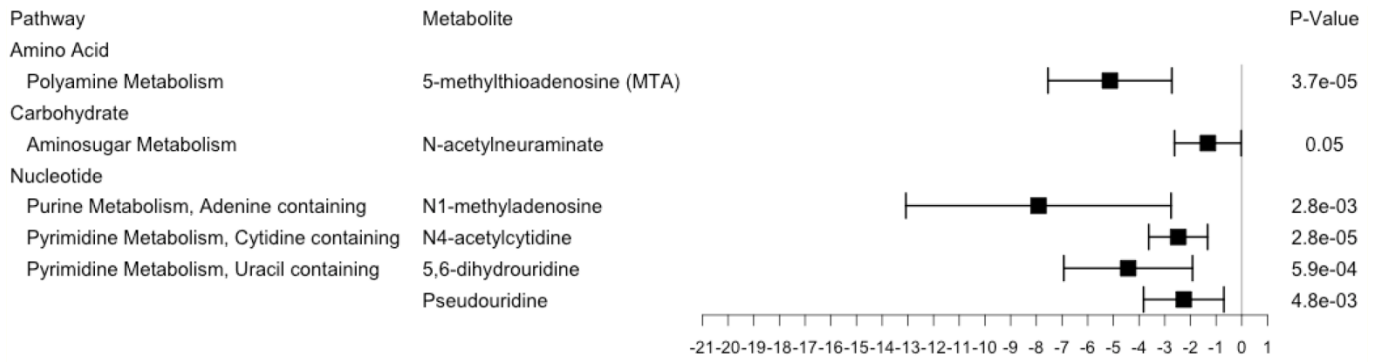 Pathway Metabolite P-Value
Amino Acid
Polyamine Metabolism 5-methylthioadenosine (MTA) 3.7e-05
Carbohydrate
Aminosugar Metabolism N-acetylneuraminate 0.05
Nucleotide
Purine Metabolism, Adenine containing N1-methyladenosine 2.8e-03
Pyrimidine Metabolism, Cytidine containing N4-acetylcytidine 2.8e-05
Pyrimidine Metabolism, Uracil containing 5,6-dihydrouridine 5.9e-04
Pseudouridine 4.8e-03
-21-20-19-18-17-16-15-14-13-12-11-10 -9 -8 -7 -6 -5 -4 -3 -2 -1 0 1